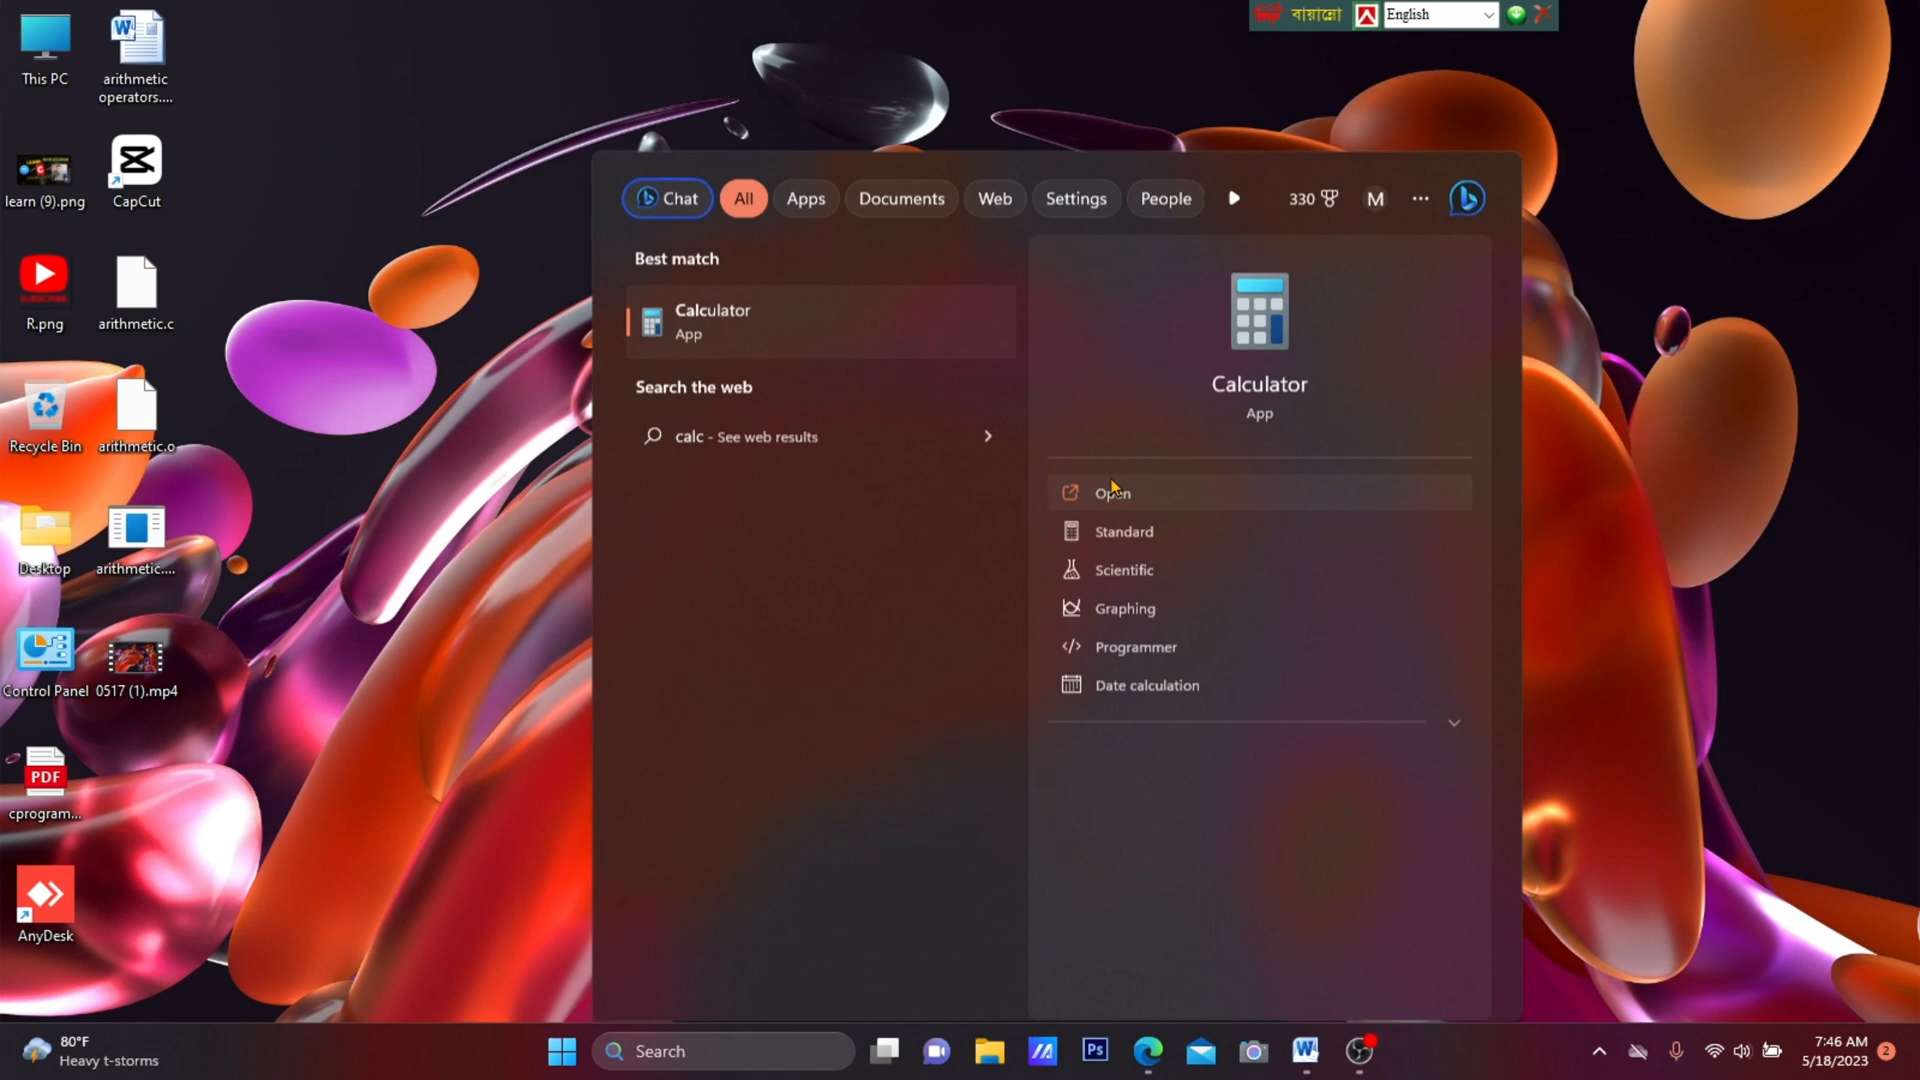 This PC
arithmetic
operators....
learn (9).png
CapCut
R.png
arithmetic.c
Recycle Bin
arithmetic.o
Desktop
arithmetic....
Control Panel
0517 (1).mp4
PDF
cprogram...
AnyDesk
বায়ান্নো
English
Chat
All
Apps
Documents
Web
Settings
People
330
M
Best match
Calculator
App
Search the web
calc - See web results
Calculator
App
Open
Standard
Scientific
Graphing
Programmer
Date calculation
80°F
Heavy t-storms
Search
Ps
W
7:46 AM
5/18/2023
2